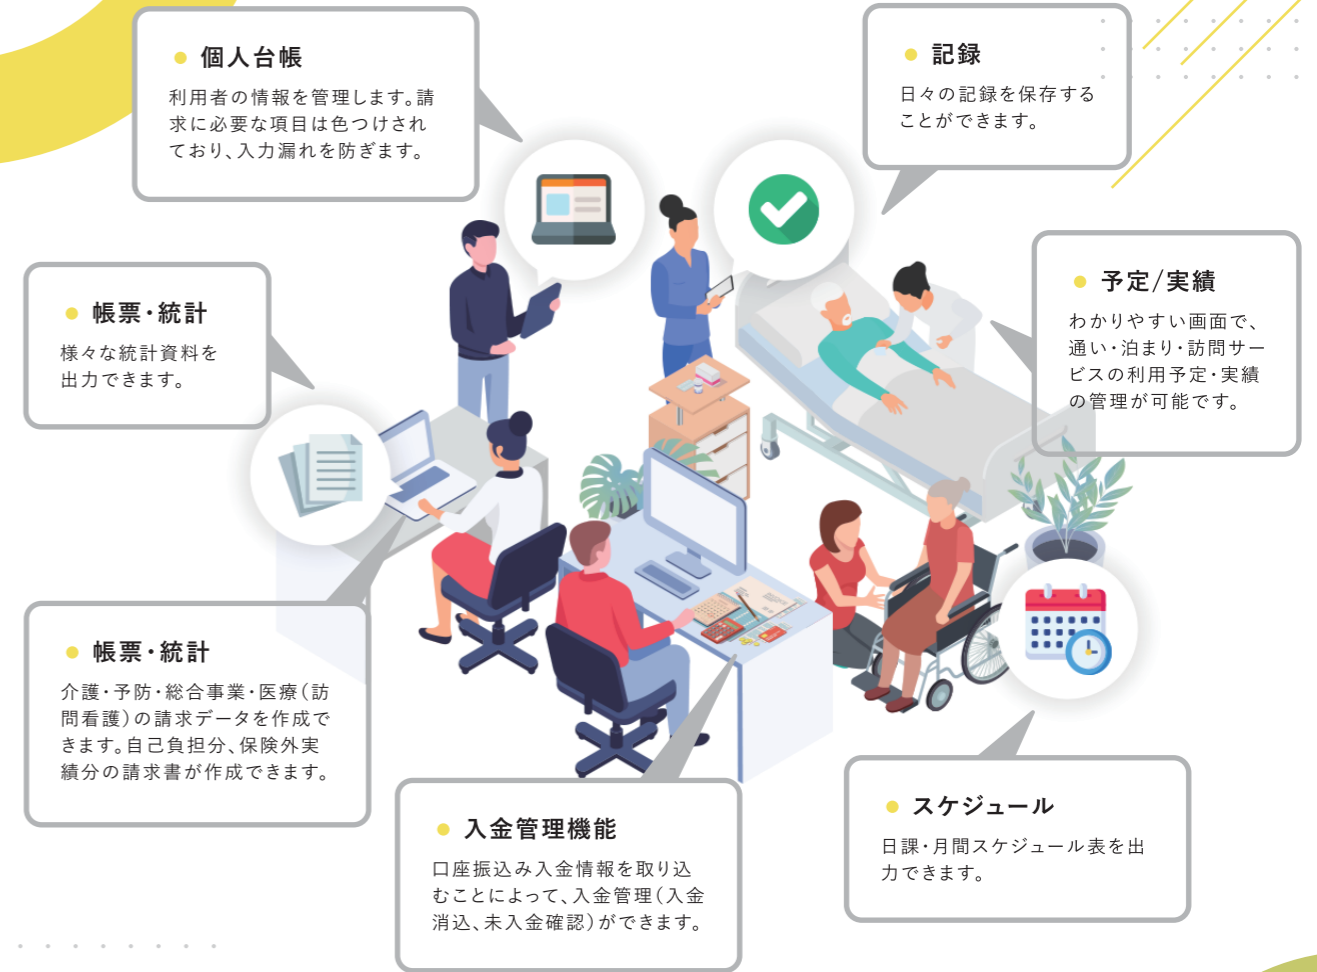 個人台帳
利用者の情報を管理します。請
求に必要な項目は色つけされ
ており、入力漏れを防ぎます。
記録
日々の記録を保存する
ことができます。
帳票・統計
様々な統計資料を
出力できます。
予定/実績
わかりやすい画面で、
通い・泊まり・訪問サー
ビスの利用予定・実績
の管理が可能です。
帳票・統計
介護・予防・総合事業・医療(訪
問看護)の請求データを作成で
きます。自己負担分、保険外実
績分の請求書が作成できます。
入金管理機能
口座振込み入金情報を取り込
むことによって、入金管理(入金
消込、未入金確認)ができます。
スケジュール
日課・月間スケジュール表を出
力できます。